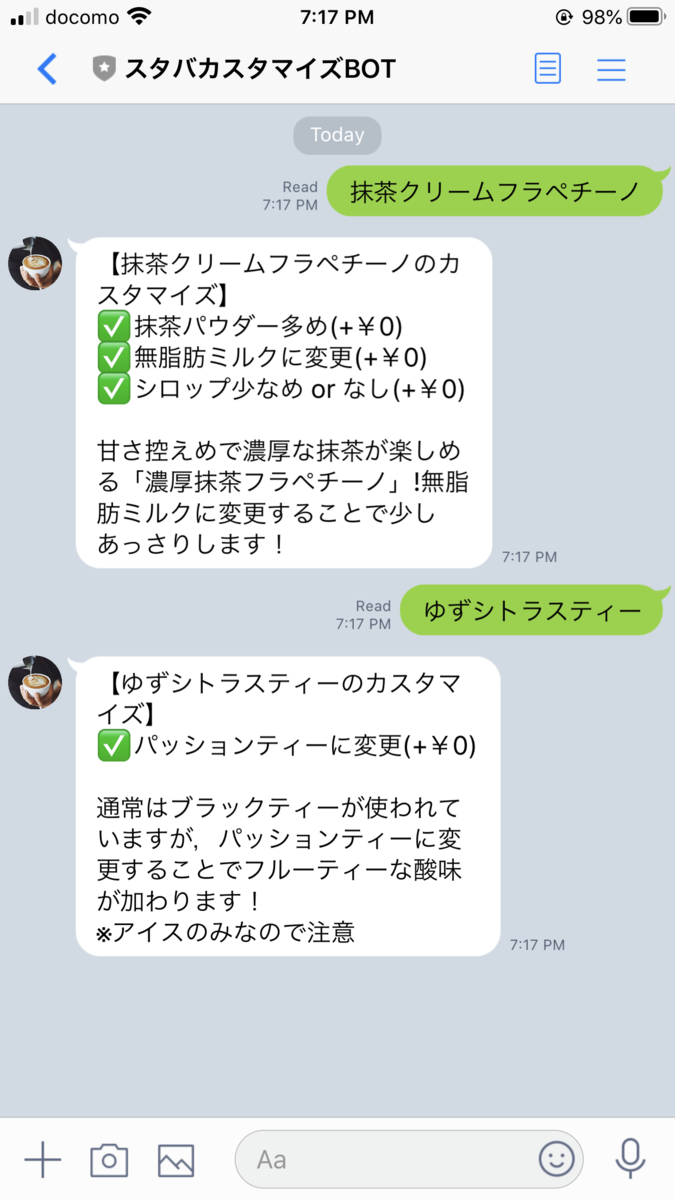 docomo 7:17 PM 98%
スタバカスタマイズBOT
Today
Read
7:17 PM
抹茶クリームフラペチーノ
【抹茶クリームフラペチーノのカ
スタマイズ】
✅抹茶パウダー多め(+￥0)
✅無脂肪ミルクに変更(+￥0)
✅シロップ少なめ or なし(+￥0)
甘さ控えめで濃厚な抹茶が楽しめ
る「濃厚抹茶フラペチーノ」!無脂
肪ミルクに変更することで少し
あっさりします！
7:17 PM
Read
7:17 PM
ゆずシトラスティー
【ゆずシトラスティーのカスタマ
イズ】
✅パッションティーに変更(+￥0)
通常はブラックティーが使われて
いますが，パッションティーに変
更することでフルーティーな酸味
が加わります！
※アイスのみなので注意
7:17 PM
Aa